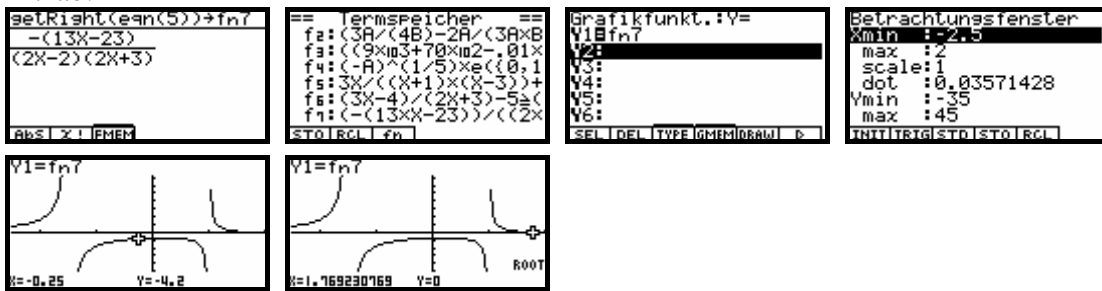 getRight(eqn(5))→fn7
-(13X-23)
(2X-2)(2X+3)
AbS X! FMEM
== Termspeicher ==
f2:(3A/(4B)-2A/(3A×B
f3:((9×ᴇ3+70×ᴇ2-.01×
f4:(-A)^(1/5)×e({0,1
f5:3X/((X+1)×(X-3))+
f6:(3X-4)/(2X+3)-5≥(
f7:(-(13×X-23))/((2×
STO RCL fn
Grafikfunkt.:Y=
Y1=fn7
Y2:
Y3:
Y4:
Y5:
Y6:
SEL DEL TYPE GMEM DRAW ▷
Betrachtungsfenster
Xmin :-2.5
max :2
scale:1
dot :0.03571428
Ymin :-35
max :45
INIT TRIG STD STO RCL
Y1=fn7
X=-0.25 Y=-4.2
Y1=fn7
ROOT
X=1.769230769 Y=0